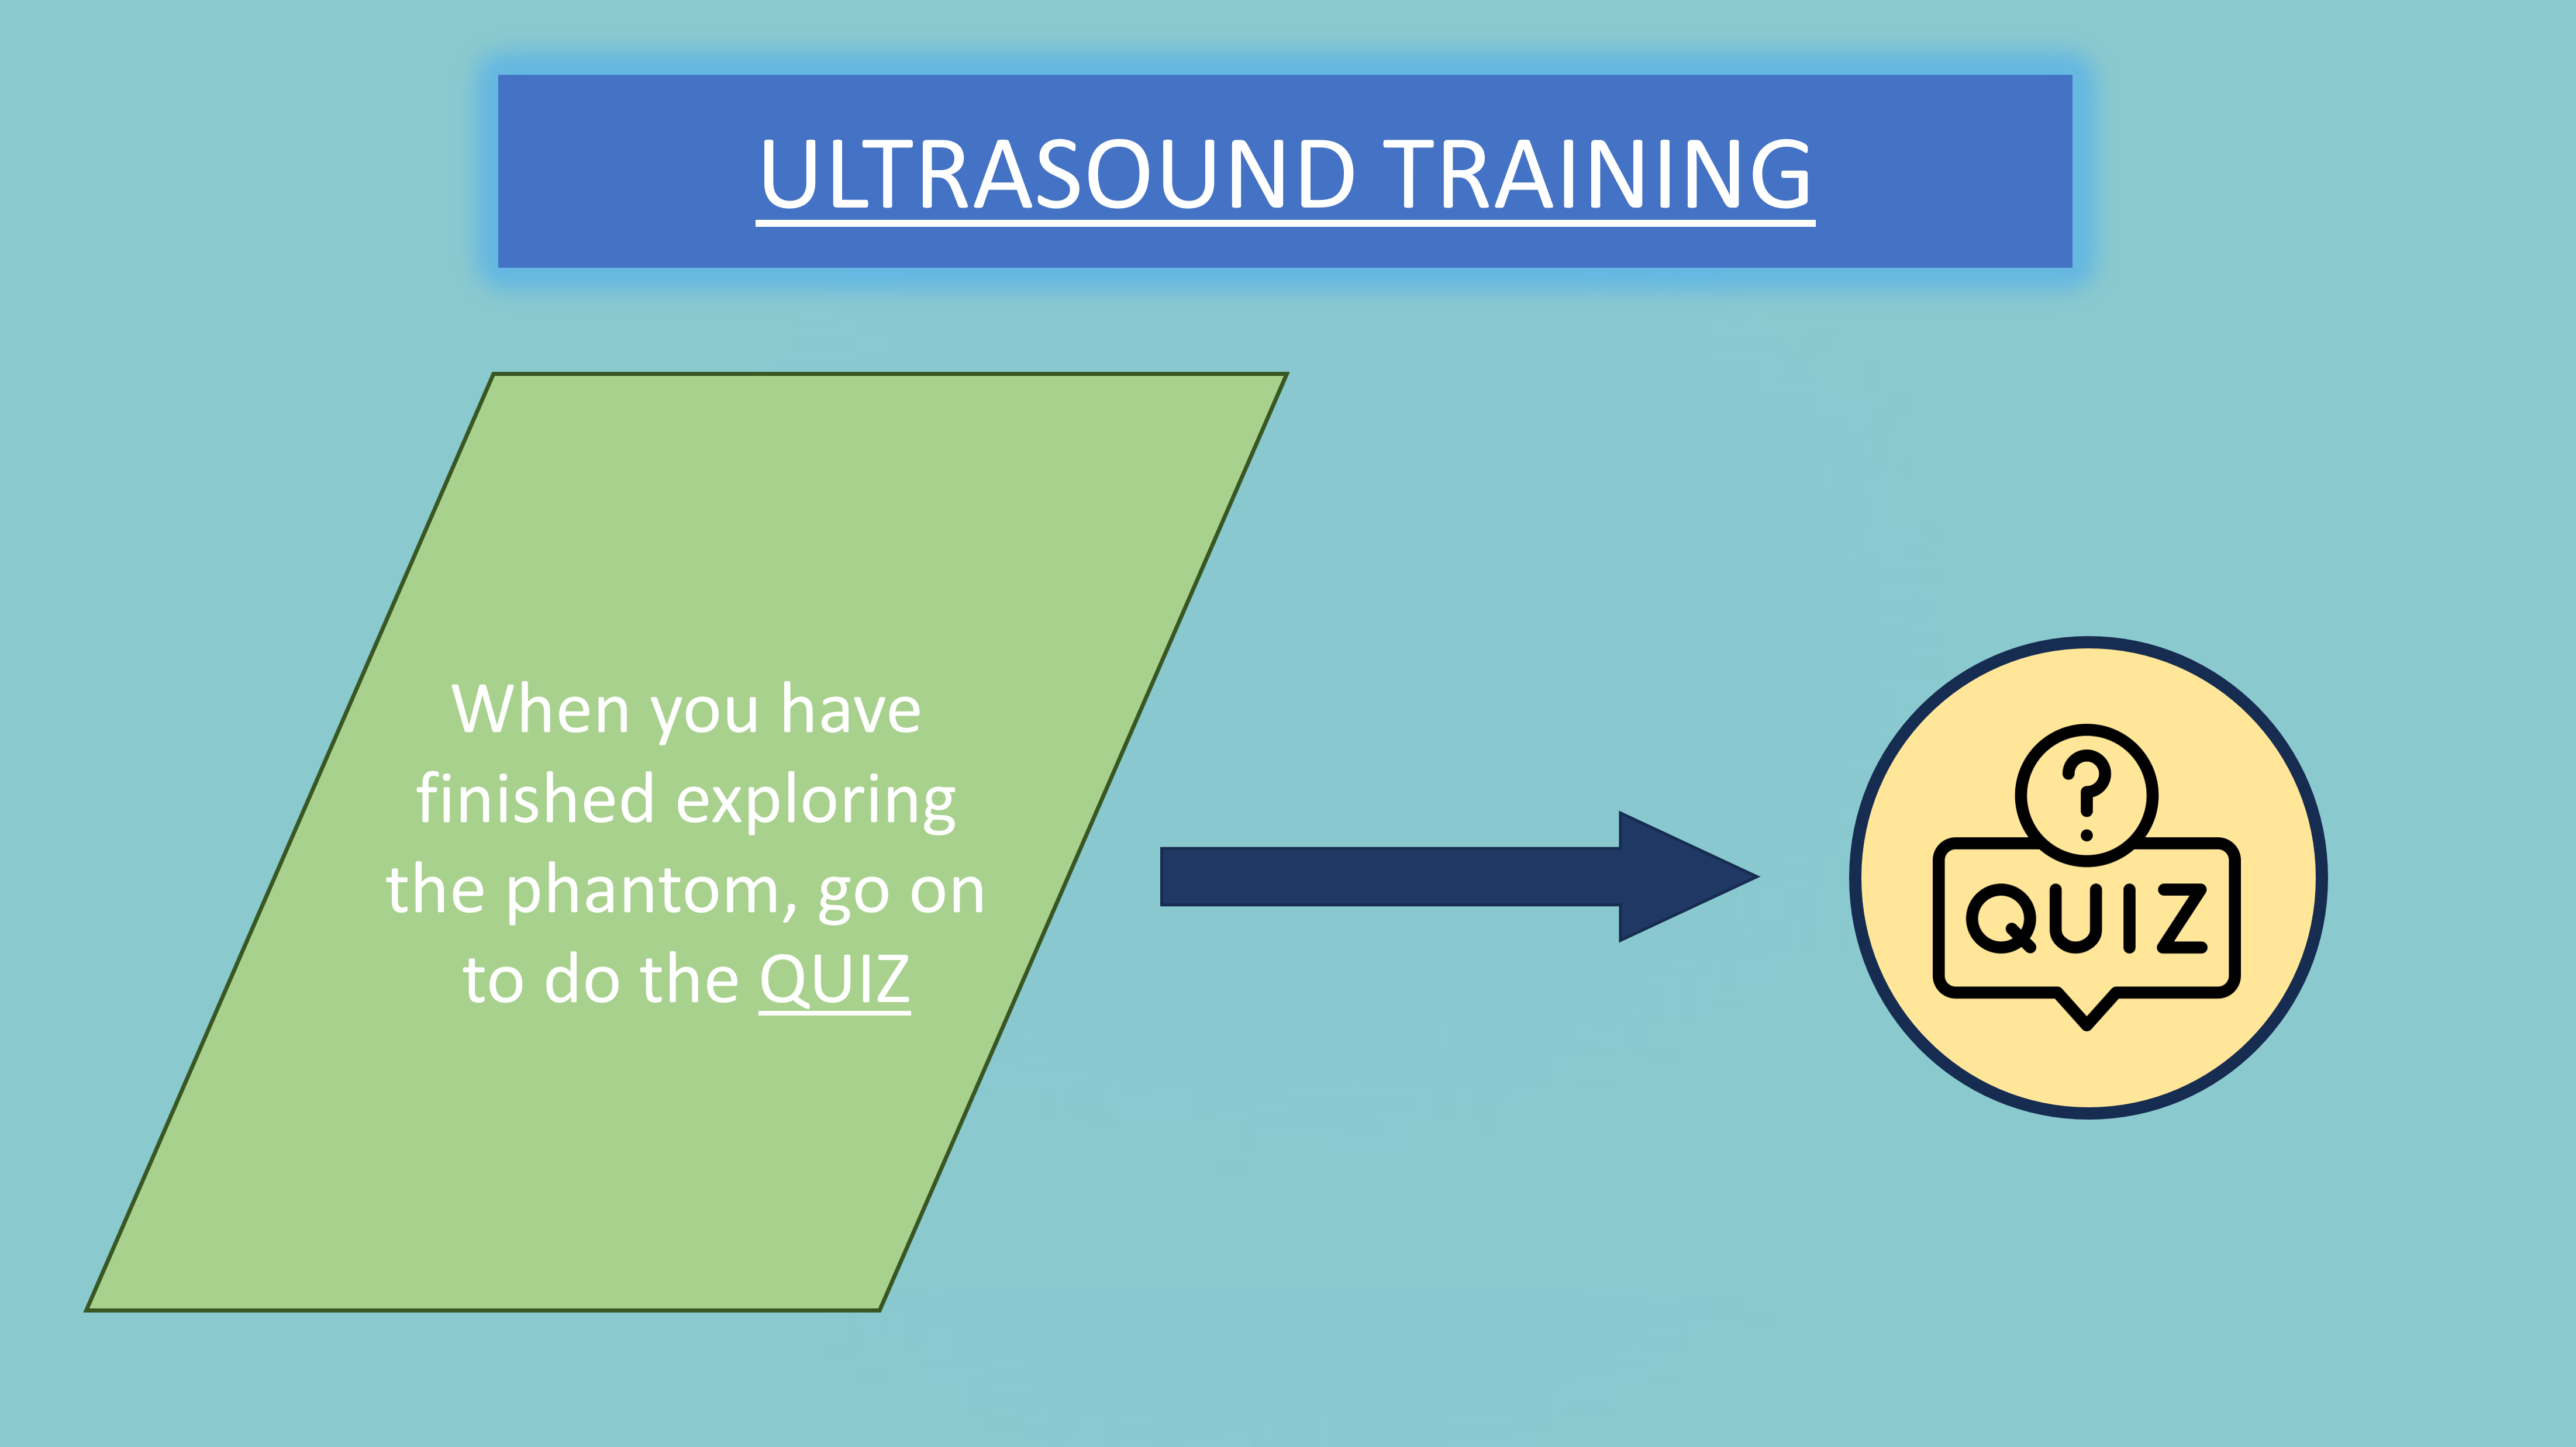 ULTRASOUND TRAINING
When you have
finished exploring
the phantom, go on
to do the QUIZ
?
QUIZ